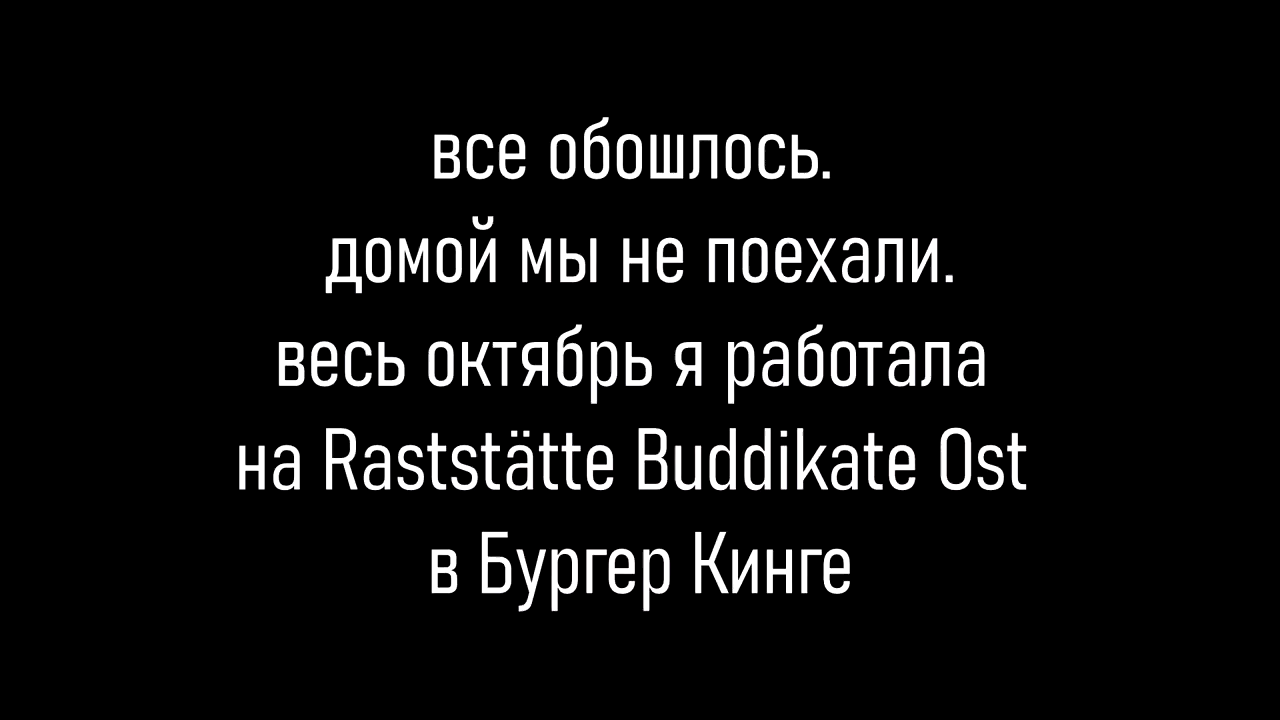 все обошлось.
домой мы не поехали.
весь октябрь я работала
на Raststätte Buddikate Ost
в Бургер Кинге